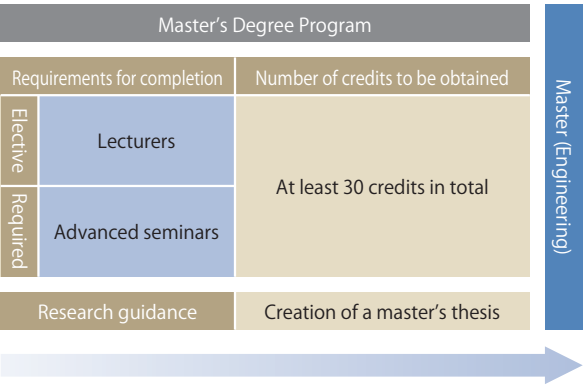 Master’s Degree Program
Requirements for completion
Number of credits to be obtained
Elective
Lecturers
At least 30 credits in total
Required
Advanced seminars
Research guidance
Creation of a master’s thesis
Master (Engineering)